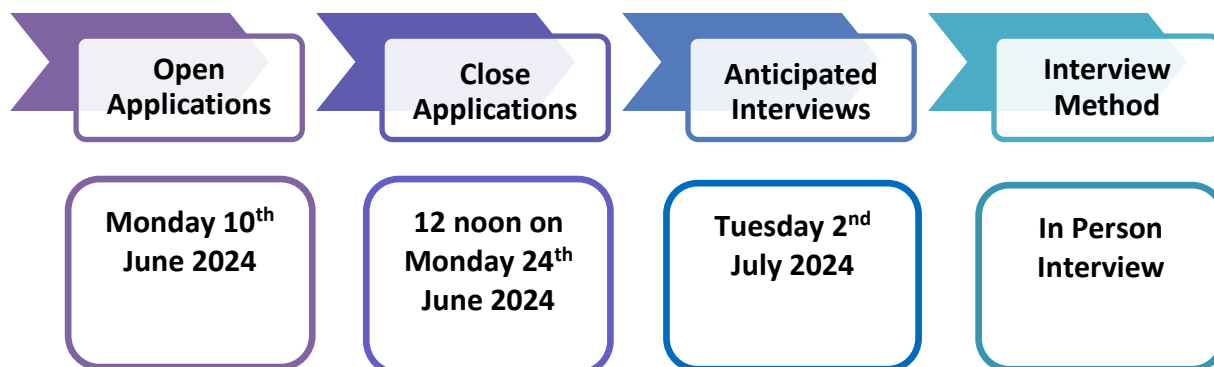 Open
Applications
Close
Applications
Anticipated
Interviews
Interview
Method
Monday 10th
June 2024
12 noon on
Monday 24th
June 2024
Tuesday 2nd
July 2024
In Person
Interview